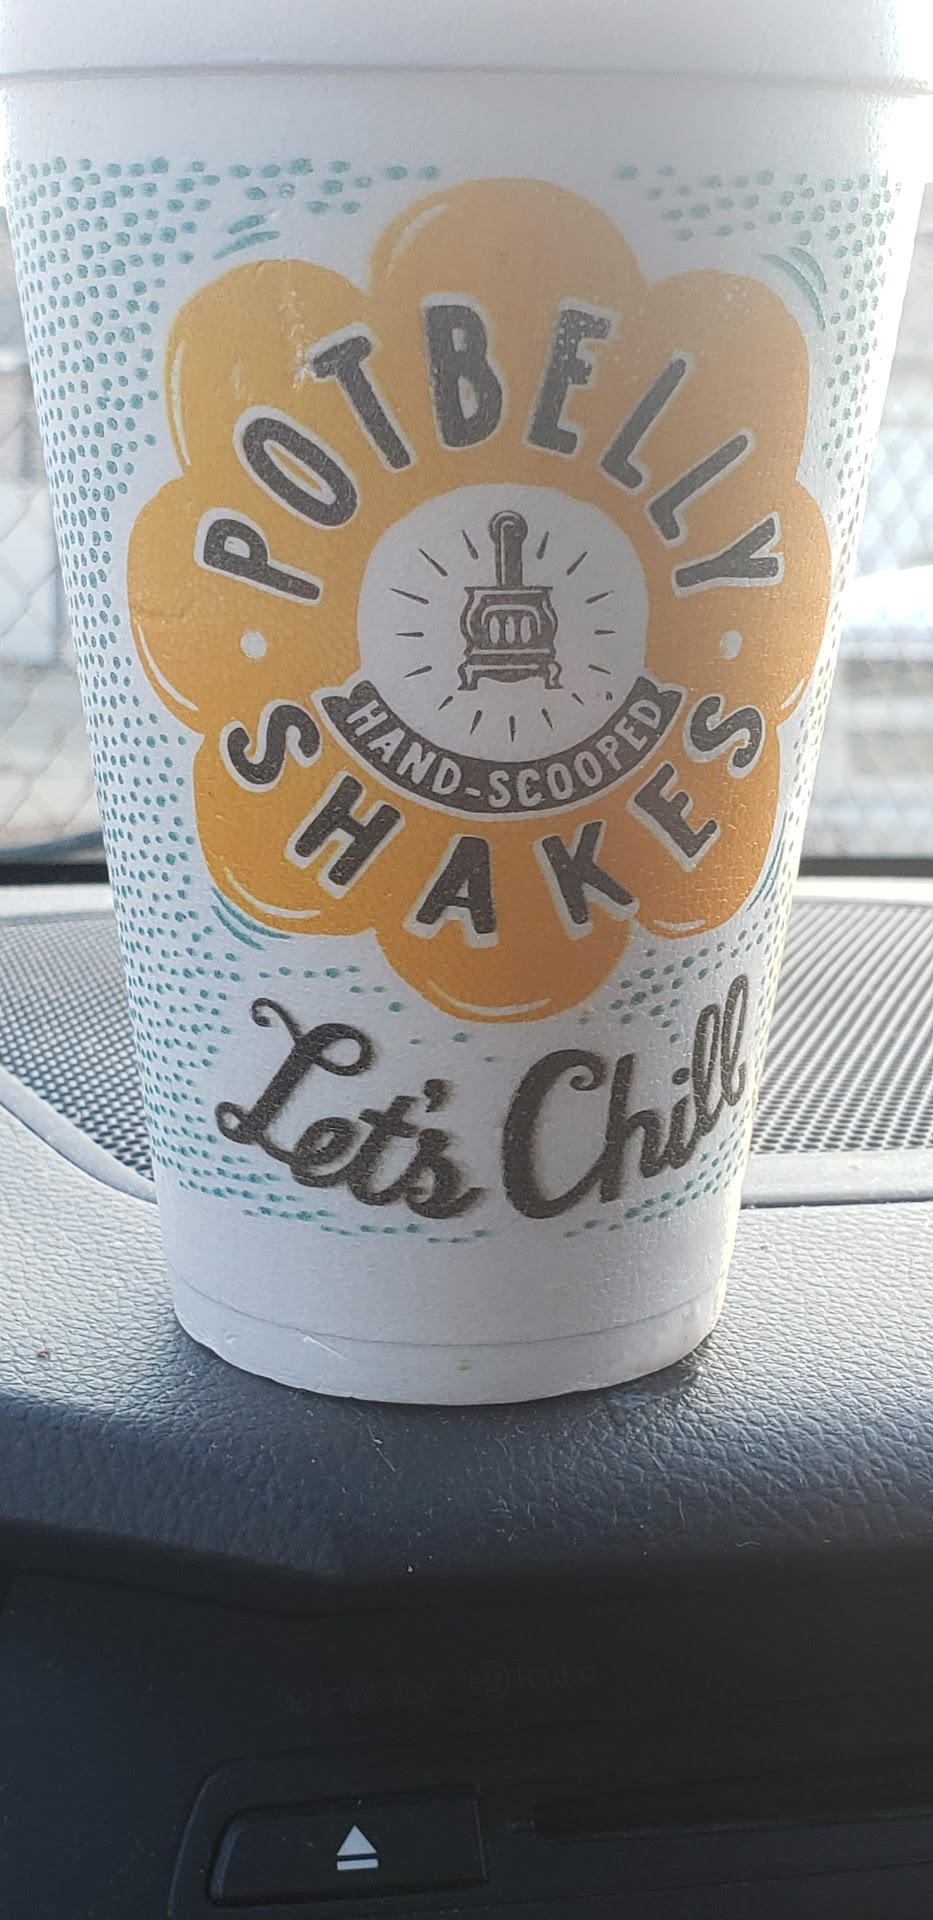 POTBELLY
HAND-SCOOPED
SHAKES
Let's Chill